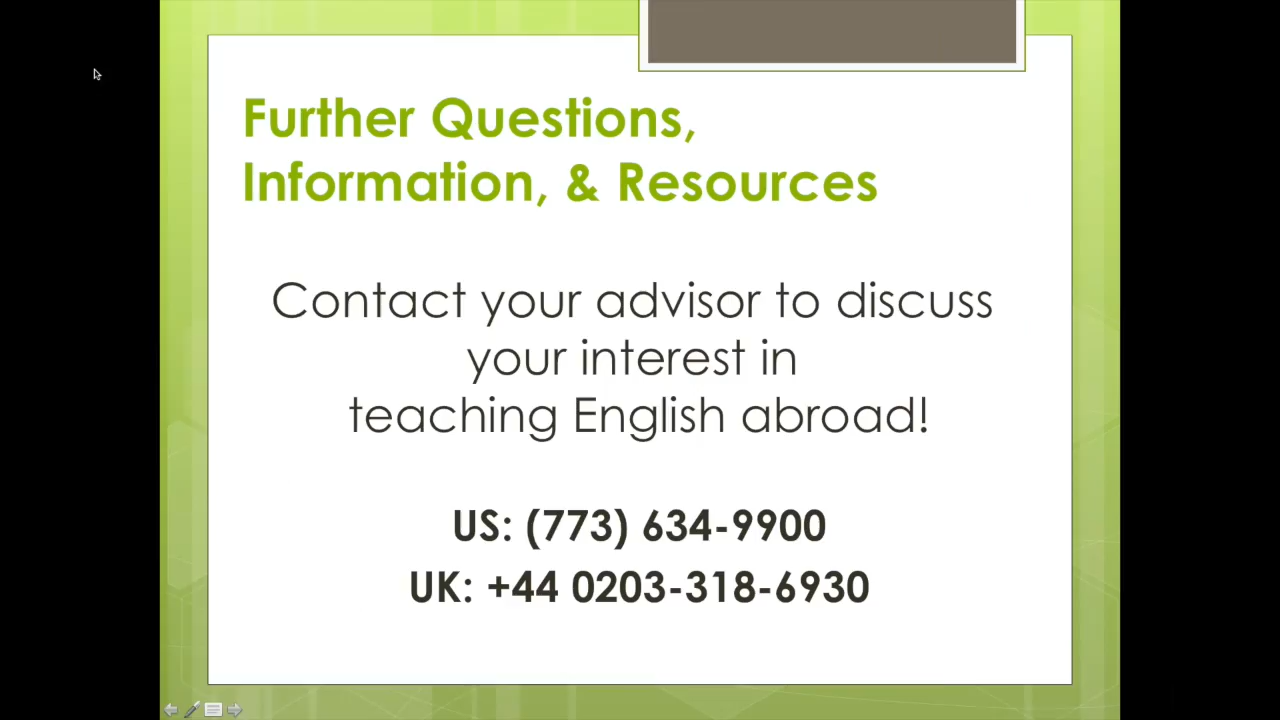 Further Questions,
Information, & Resources
Contact your advisor to discuss
your interest in
teaching English abroad!
US: (773) 634-9900
UK: +44 0203-318-6930